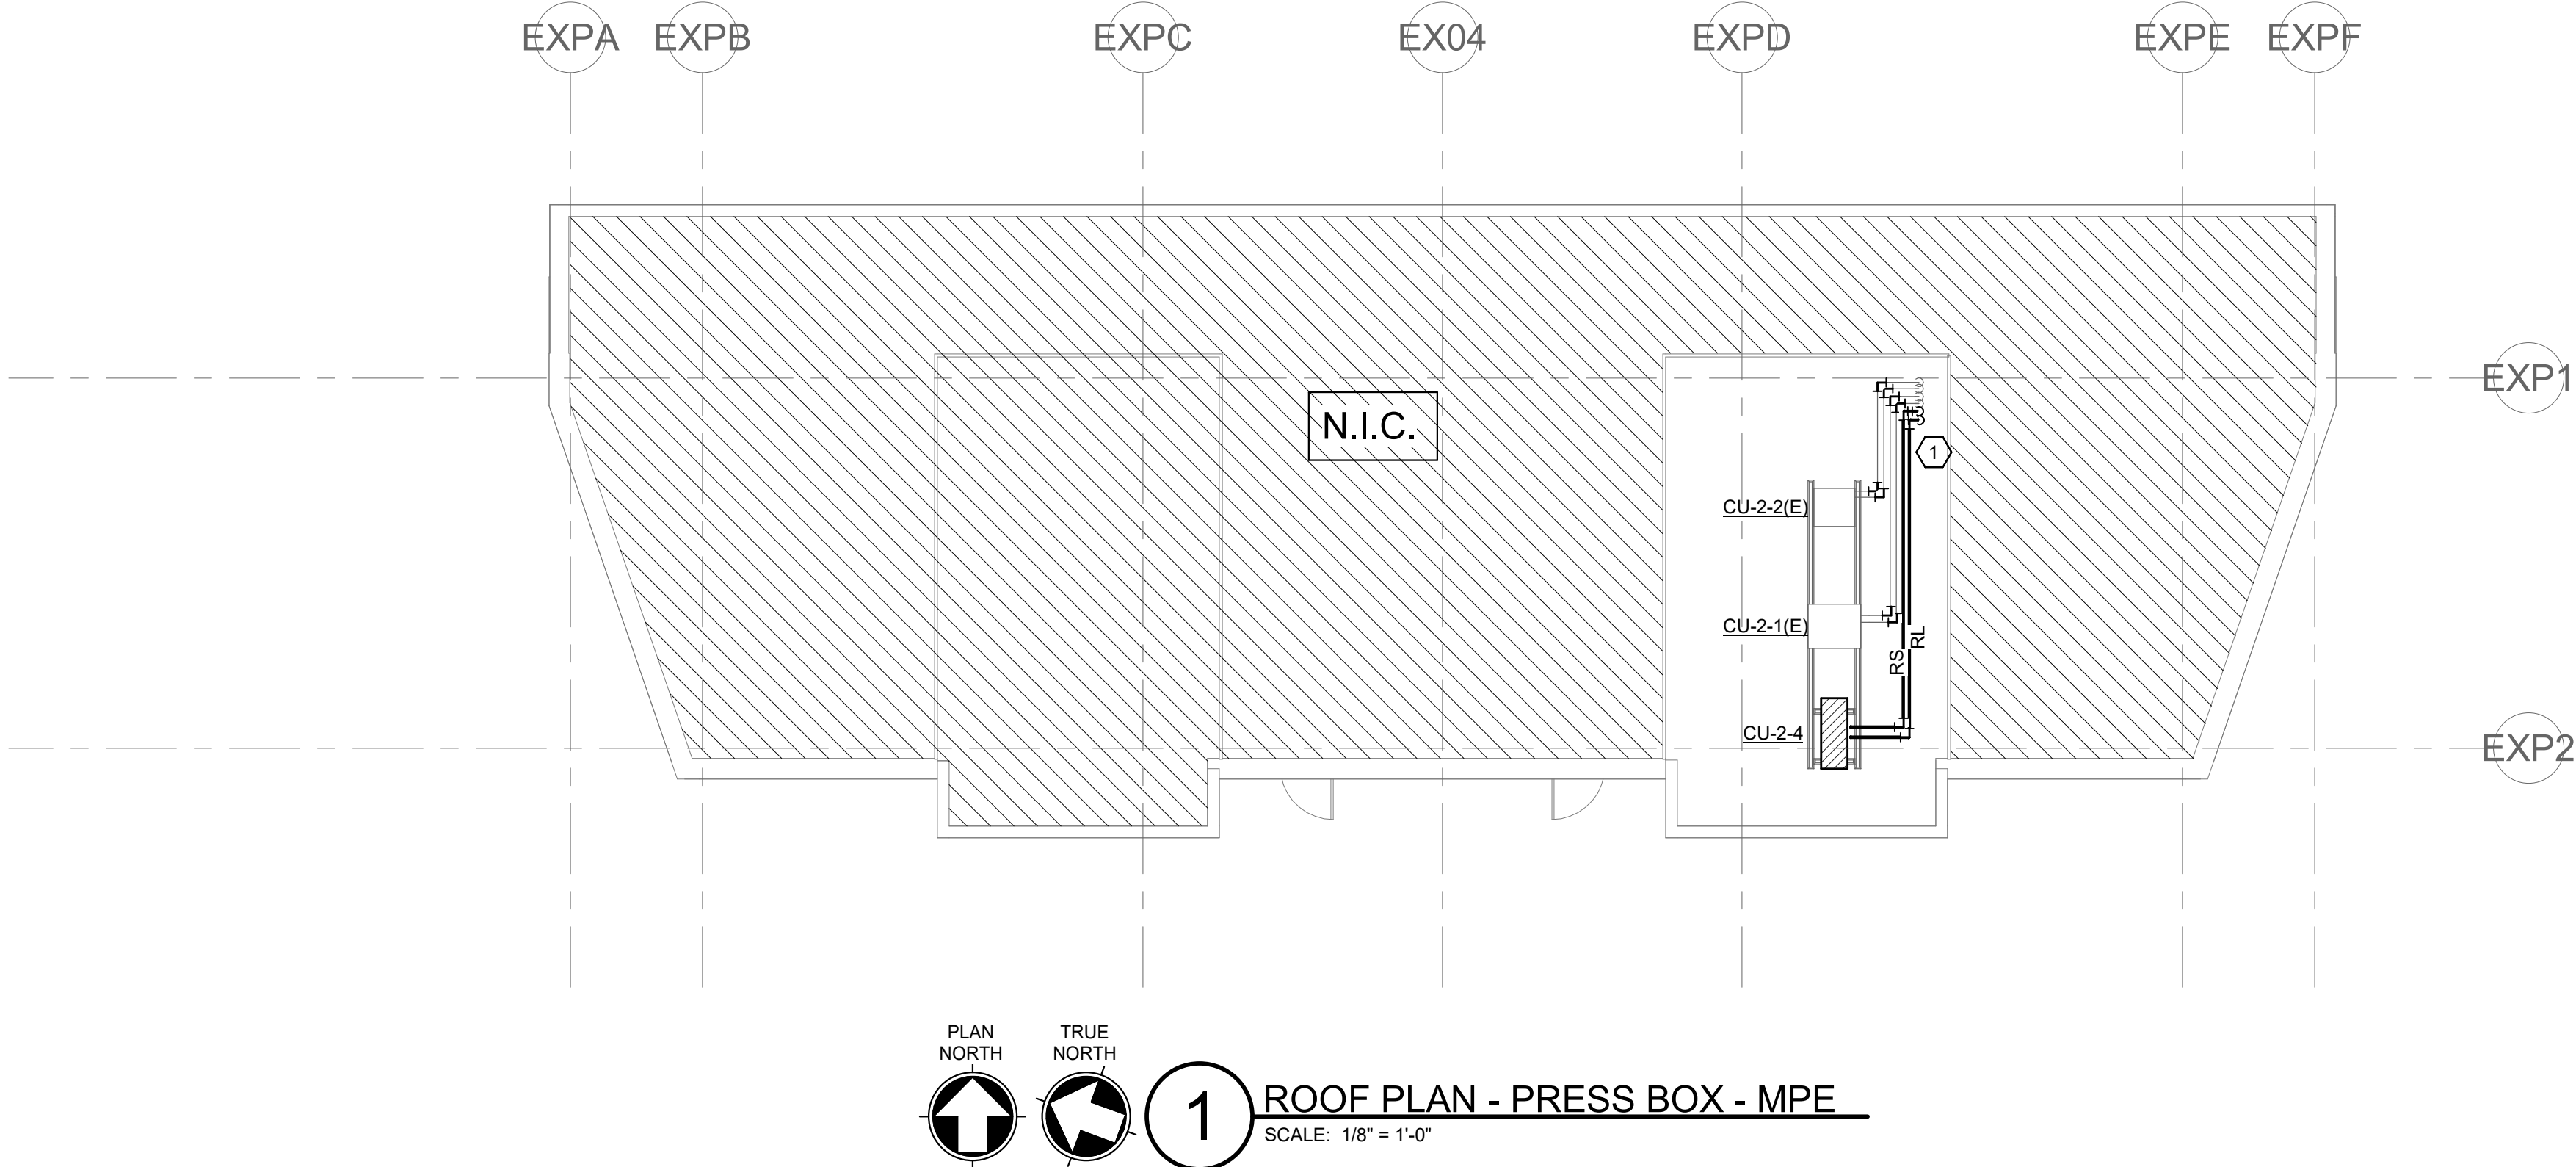 EXPA
EXPB
EXPC
EX04
EXPD
EXPE
EXPF
EXP1
N.I.C.
1
CU-2-2(E)
CU-2-1(E)
RL
RS
CU-2-4
EXP2
PLAN
NORTH
TRUE
NORTH
1
ROOF PLAN - PRESS BOX - MPE
SCALE: 1/8" = 1'-0"